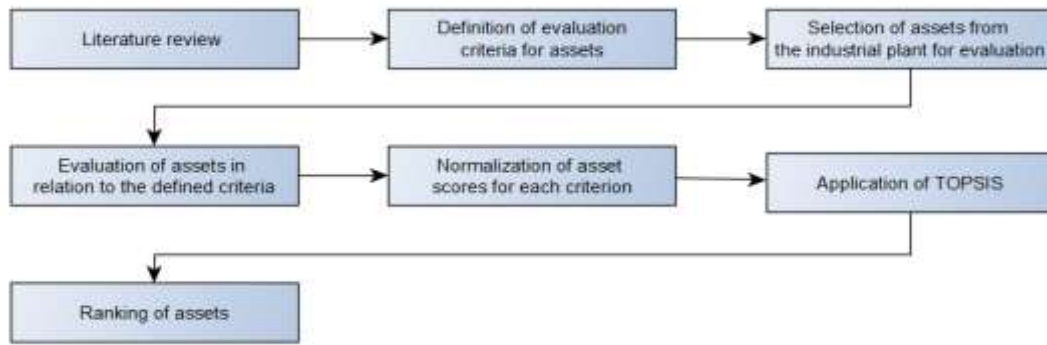 Literature review
Definition of evaluation
criteria for assets
Selection of assets from
the industrial plant for evaluation
Evaluation of assets in
relation to the defined criteria
Normalization of asset
scores for each criterion
Application of TOPSIS
Ranking of assets